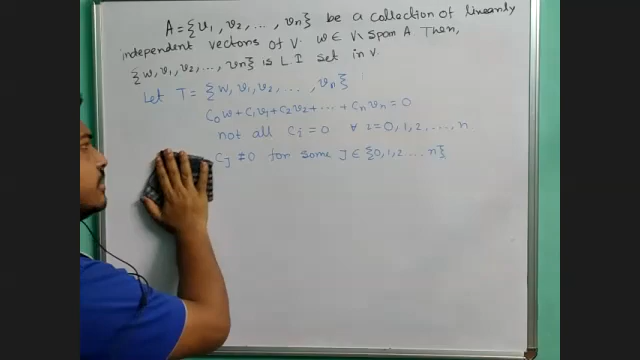 A = {v₁, v₂, ..., vₙ} be a collection of linearly
independent vectors of V. w ∈ V\ Span A Then,
{w, v₁, v₂, ..., vₙ} is L.I set in V.
Let T = {w, v₁, v₂, ..., vₙ}
C₀w + C₁v₁ + C₂v₂ + ... + Cₙvₙ = 0
not all Cᵢ = 0 ∀ i = 0, 1, 2, ..., n
Cⱼ ≠ 0 for some J ∈ {0, 1, 2 ... n}